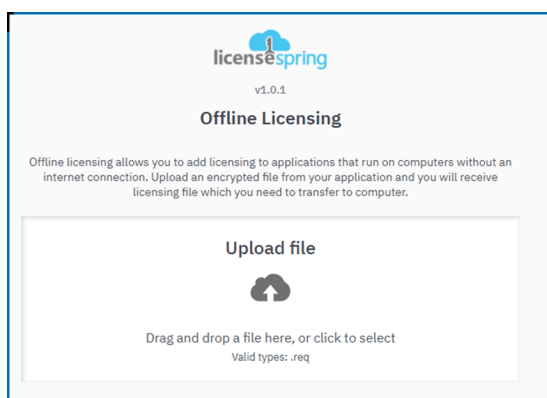 licensespring
v1.0.1
Offline Licensing
Offline licensing allows you to add licensing to applications that run on computers without an
internet connection. Upload an encrypted file from your application and you will receive
licensing file which you need to transfer to computer.
Upload file
Drag and drop a file here, or click to select
Valid types: .req